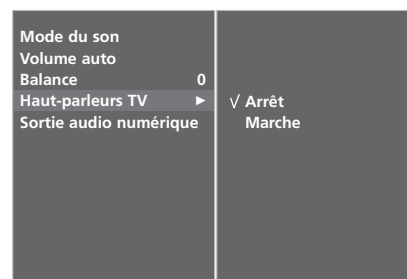 Mode du son
Volume auto
Balance 0
Haut-parleurs TV ►
Sortie audio numérique
√ Arrêt
Marche